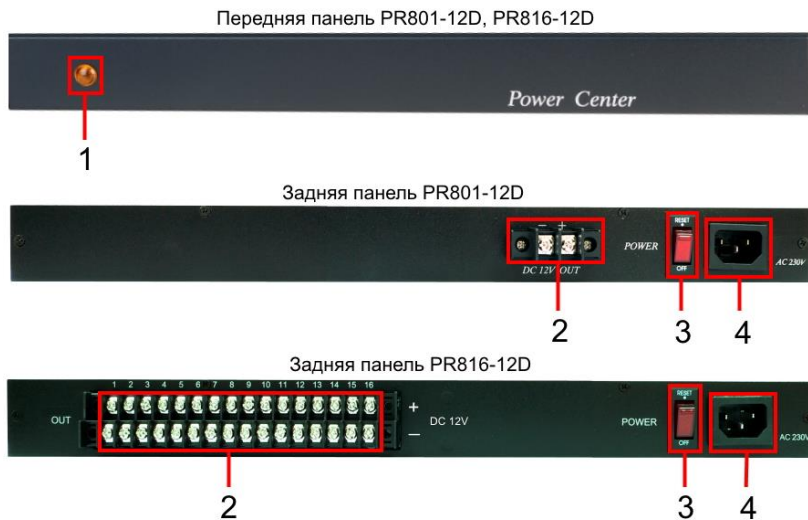 Передняя панель PR801-12D, PR816-12D
Power Center
1
Задняя панель PR801-12D
RESET
− +
POWER
AC 230V
DC 12V OUT
OFF
2 3 4
Задняя панель PR816-12D
1 2 3 4 5 6 7 8 9 10 11 12 13 14 15 16
RESET
+
OUT DC 12V POWER
−
OFF
AC 230V
2 3 4